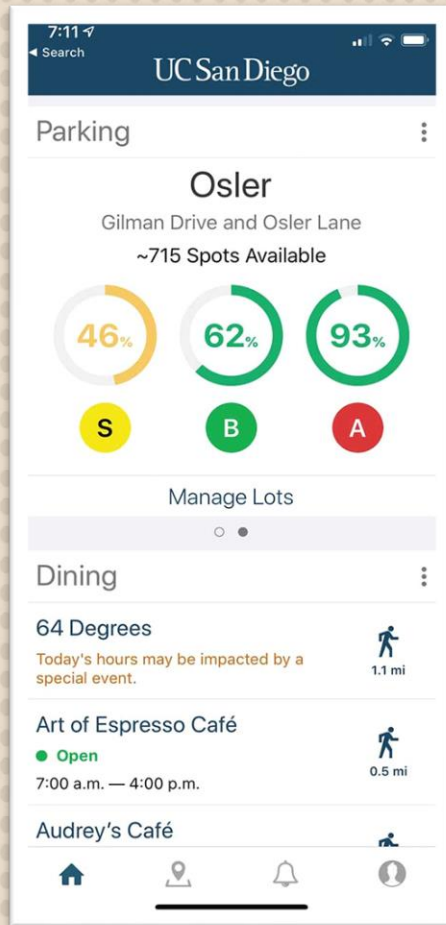 7:11
Search
UC San Diego
Parking
Osler
Gilman Drive and Osler Lane
~715 Spots Available
46% 62% 93%
S B A
Manage Lots
Dining
64 Degrees
Today's hours may be impacted by a
special event.
1.1 mi
Art of Espresso Café
Open
7:00 a.m. — 4:00 p.m.
0.5 mi
Audrey's Café